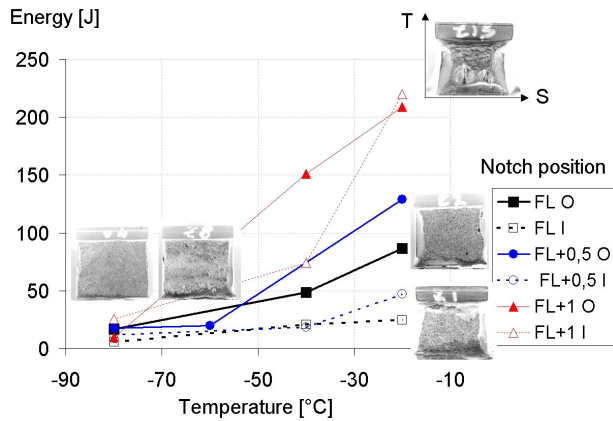 Energy [J]
250
200
150
100
50
0
-90
-70
-50
-30
-10
Temperature [°C]
T
S
Notch position
FL O
FL I
FL+0,5 O
FL+0,5 I
FL+1 O
FL+1 I